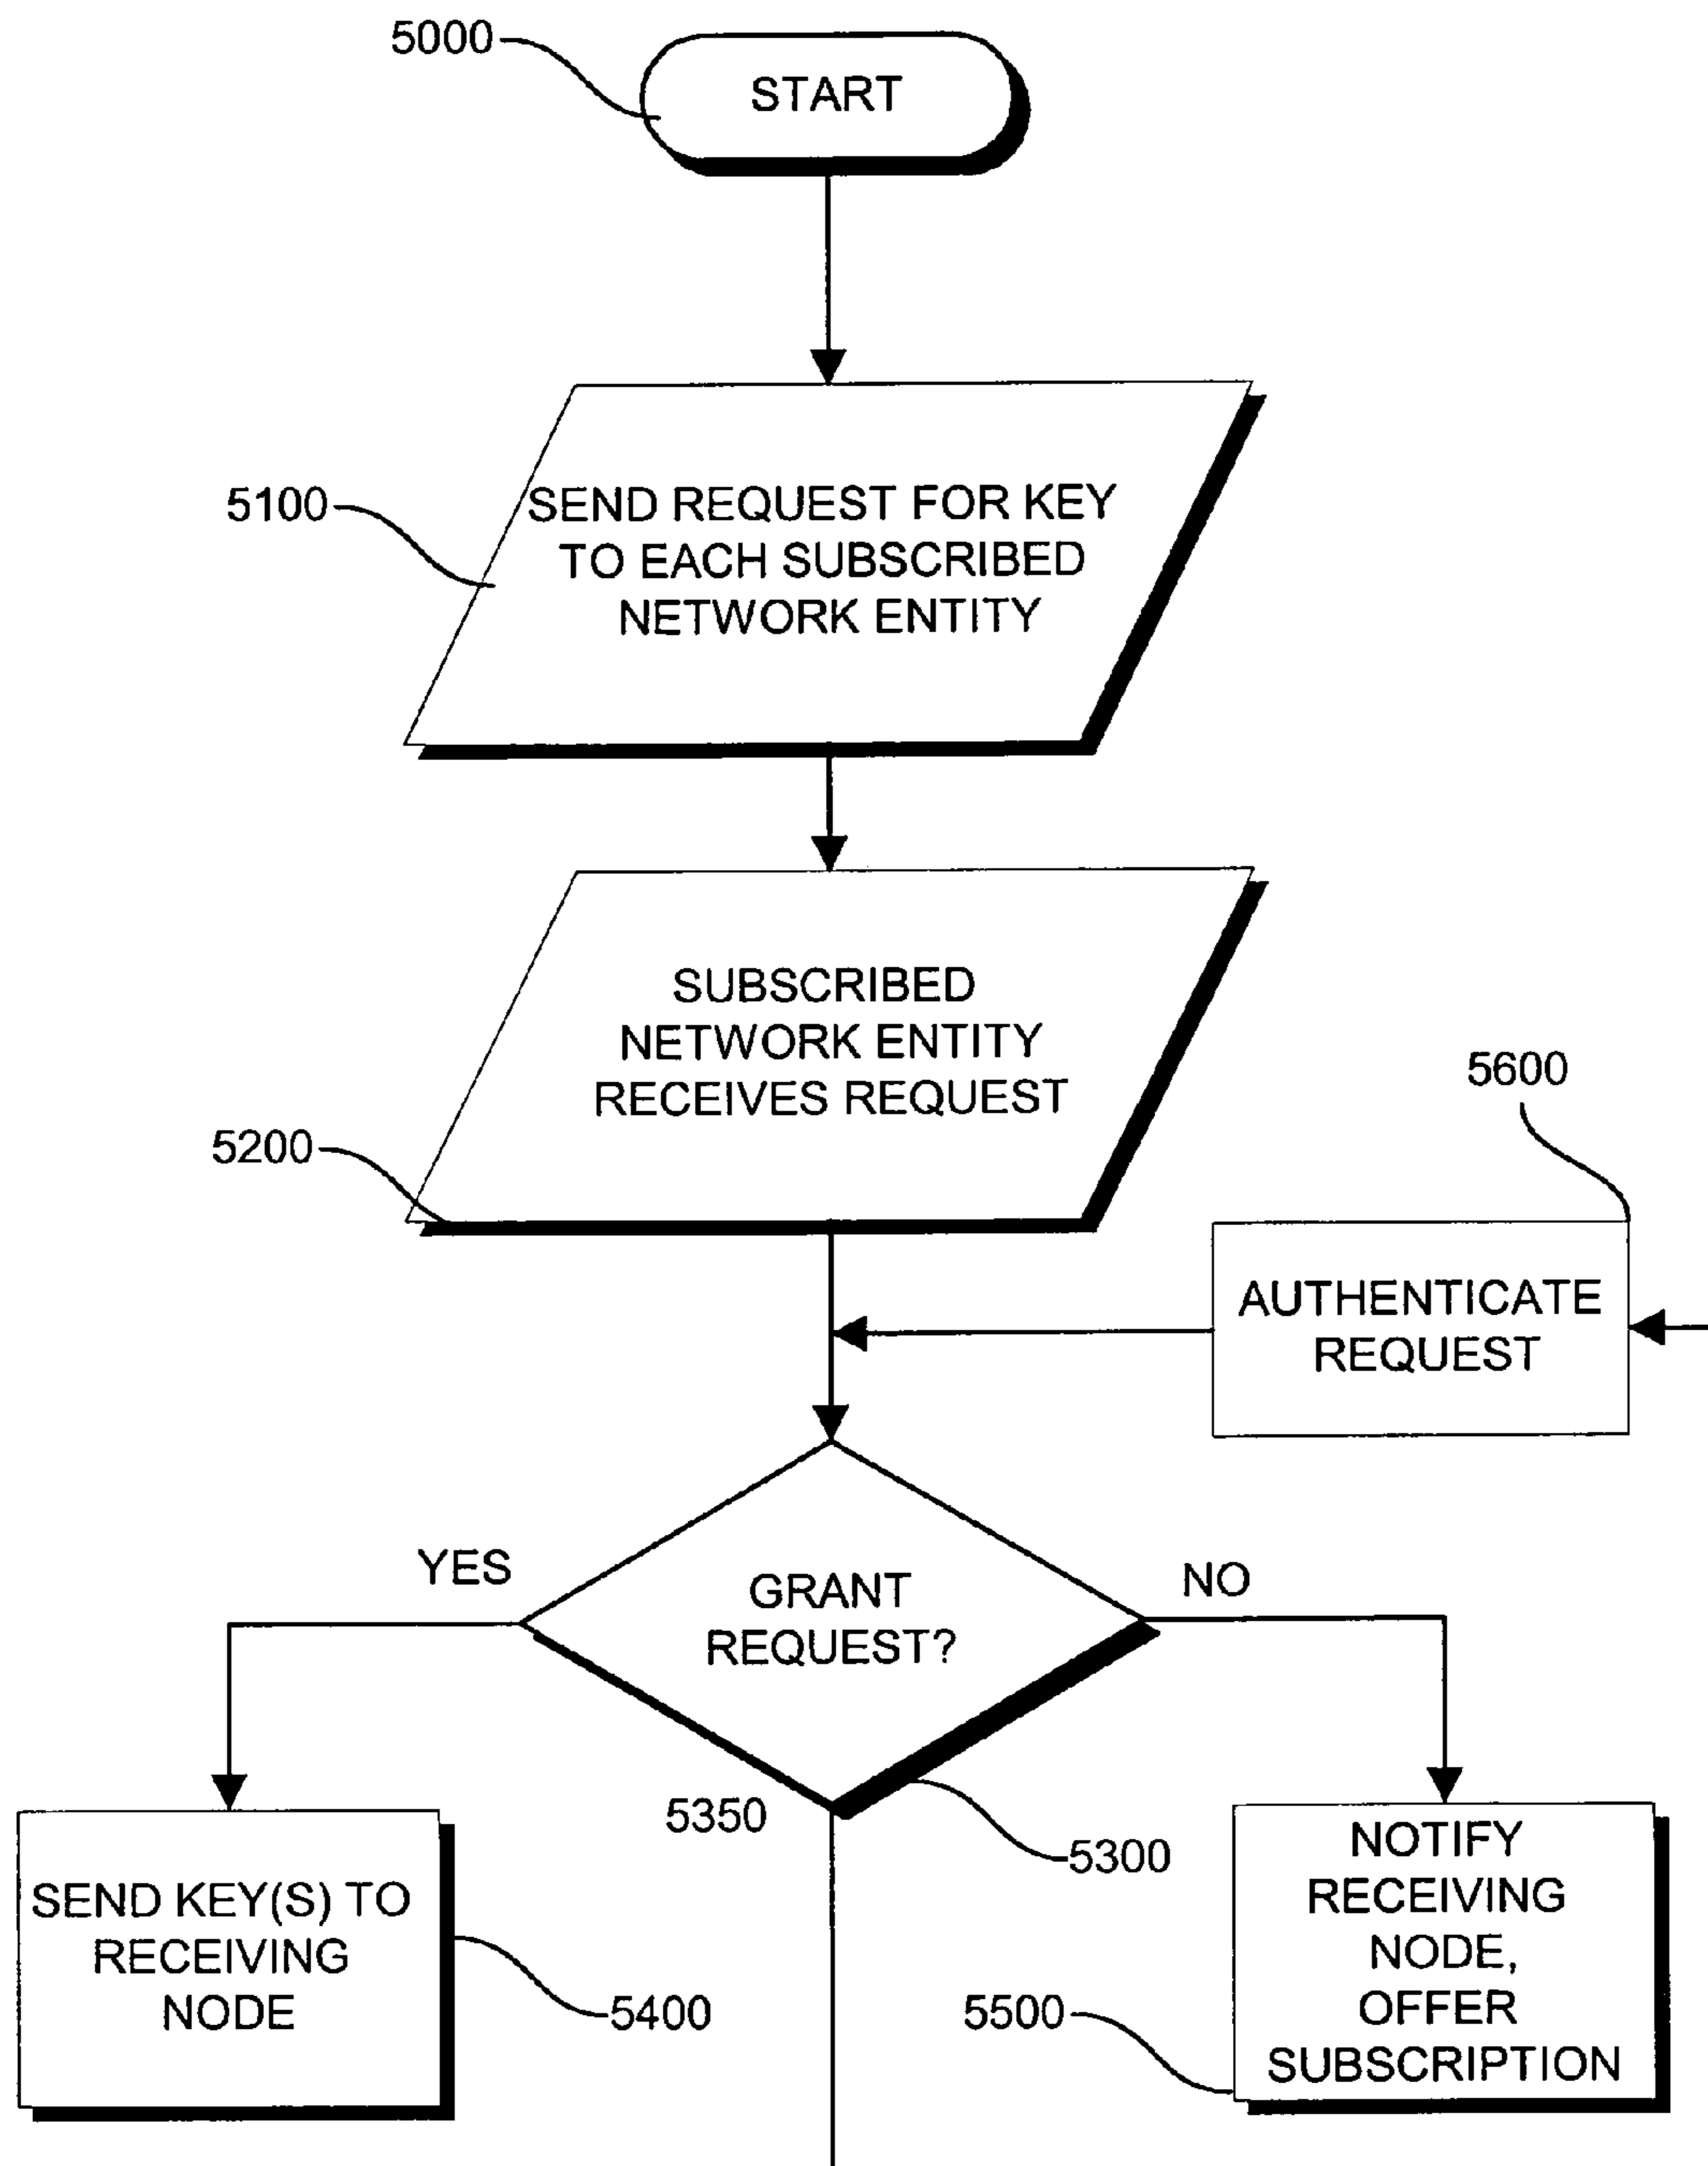 5000
START
5100
SEND REQUEST FOR KEY
TO EACH SUBSCRIBED
NETWORK ENTITY
SUBSCRIBED
NETWORK ENTITY
RECEIVES REQUEST
5200
5600
AUTHENTICATE
REQUEST
YES
GRANT
REQUEST?
NO
5350
5300
SEND KEY(S) TO
RECEIVING
NODE
5400
5500
NOTIFY
RECEIVING
NODE,
OFFER
SUBSCRIPTION